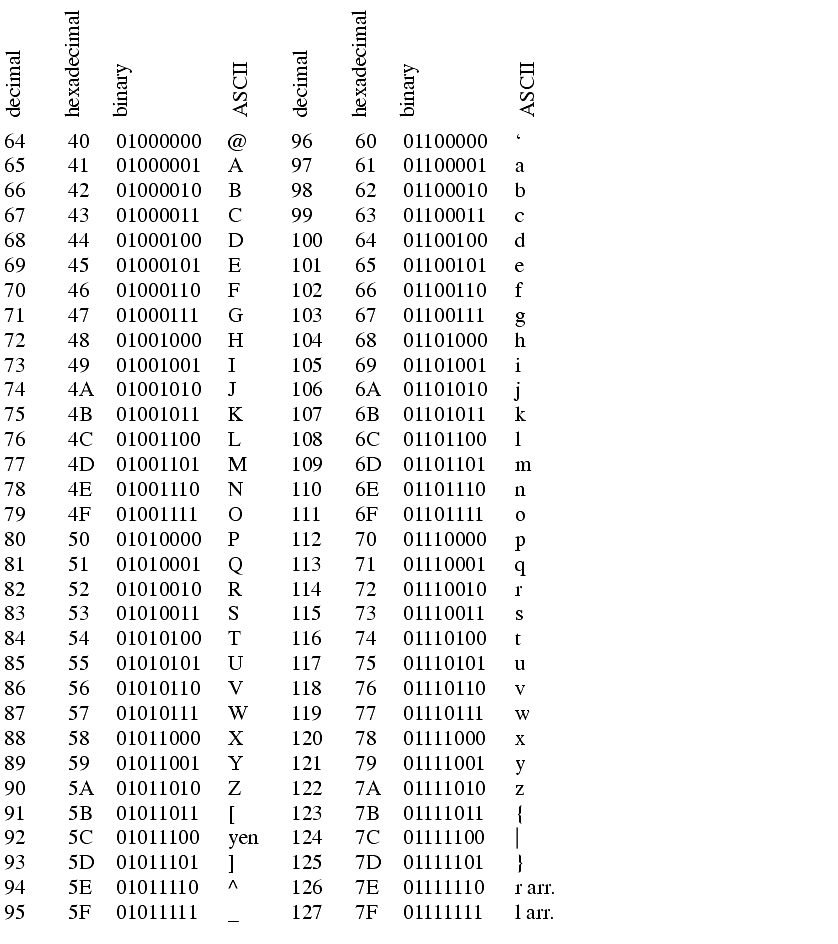 decimal hexadecimal binary ASCII decimal hexadecimal binary ASCII
64 40 01000000 @ 96 60 01100000 ‘
65 41 01000001 A 97 61 01100001 a
66 42 01000010 B 98 62 01100010 b
67 43 01000011 C 99 63 01100011 c
68 44 01000100 D 100 64 01100100 d
69 45 01000101 E 101 65 01100101 e
70 46 01000110 F 102 66 01100110 f
71 47 01000111 G 103 67 01100111 g
72 48 01001000 H 104 68 01101000 h
73 49 01001001 I 105 69 01101001 i
74 4A 01001010 J 106 6A 01101010 j
75 4B 01001011 K 107 6B 01101011 k
76 4C 01001100 L 108 6C 01101100 l
77 4D 01001101 M 109 6D 01101101 m
78 4E 01001110 N 110 6E 01101110 n
79 4F 01001111 O 111 6F 01101111 o
80 50 01010000 P 112 70 01110000 p
81 51 01010001 Q 113 71 01110001 q
82 52 01010010 R 114 72 01110010 r
83 53 01010011 S 115 73 01110011 s
84 54 01010100 T 116 74 01110100 t
85 55 01010101 U 117 75 01110101 u
86 56 01010110 V 118 76 01110110 v
87 57 01010111 W 119 77 01110111 w
88 58 01011000 X 120 78 01111000 x
89 59 01011001 Y 121 79 01111001 y
90 5A 01011010 Z 122 7A 01111010 z
91 5B 01011011 [ 123 7B 01111011 {
92 5C 01011100 yen 124 7C 01111100 |
93 5D 01011101 ] 125 7D 01111101 }
94 5E 01011110 ^ 126 7E 01111110 r arr.
95 5F 01011111 _ 127 7F 01111111 l arr.